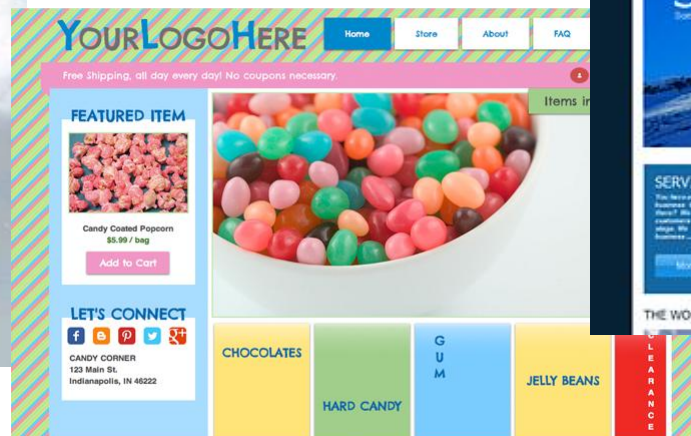 YOURLOGOHERE
Home
Store
About
FAQ
Free Shipping, all day every day! No coupons necessary.
Items in
FEATURED ITEM
Candy Coated Popcorn
$5.99 / bag
Add to Cart
LET'S CONNECT
CANDY CORNER
123 Main St.
Indianapolis, IN 46222
CHOCOLATES
HARD CANDY
GUM
JELLY BEANS
CLEARANCE
SERV
THE WO